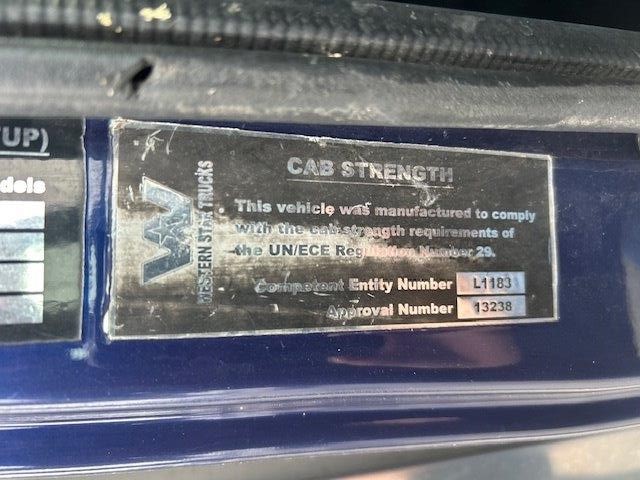 TUP)
dels
WESTERN STAR TRUCKS
CAB STRENGTH
This vehicle was manufactured to comply
with the cab strength requirements of
the UN/ECE Regulation Number 29.
Competent Entity Number L1183
Approval Number 13238